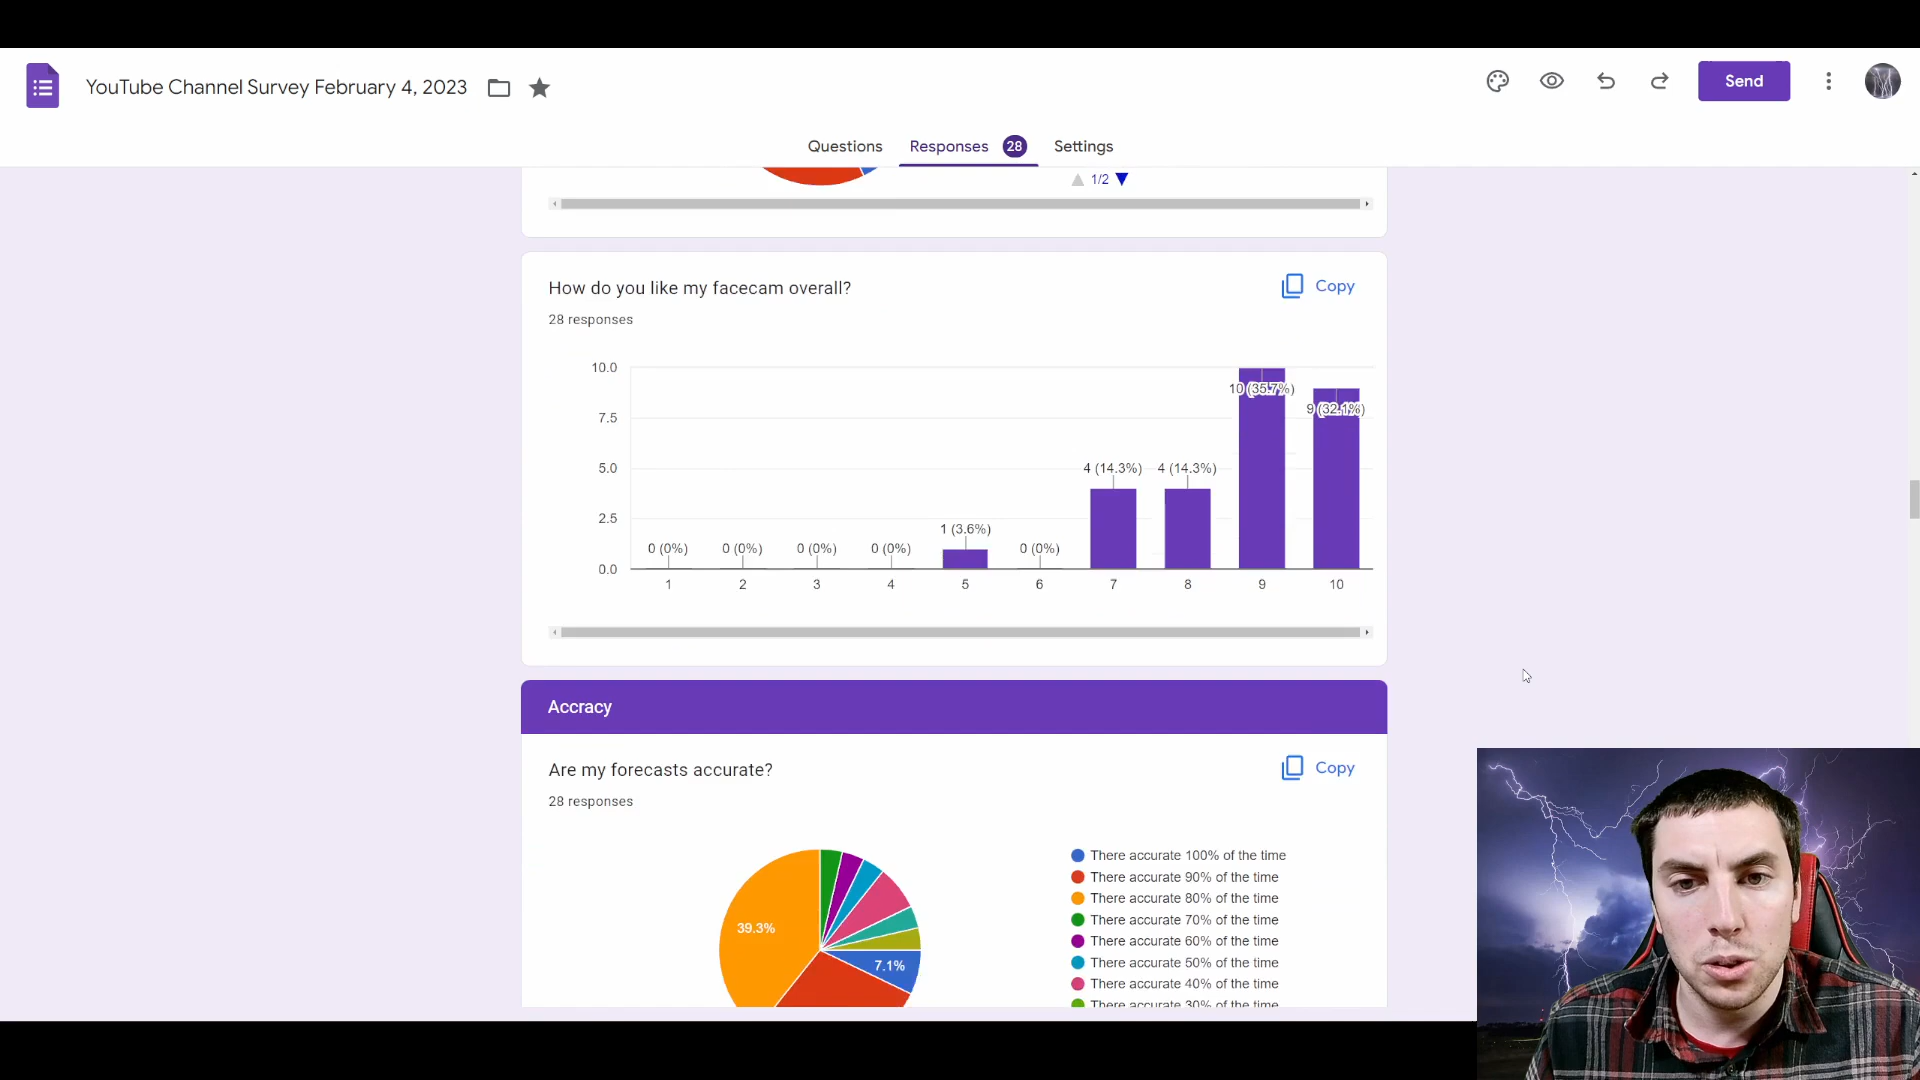 YouTube Channel Survey February 4, 2023
Send
Questions
Responses 28
Settings
1/2
How do you like my facecam overall?
Copy
28 responses
10.0
7.5
5.0
2.5
0.0
0 (0%)
0 (0%)
0 (0%)
0 (0%)
1 (3.6%)
0 (0%)
4 (14.3%)
4 (14.3%)
10 (35.7%)
9 (32.1%)
1 2 3 4 5 6 7 8 9 10
Accracy
Are my forecasts accurate?
Copy
28 responses
39.3%
7.1%
There accurate 100% of the time
There accurate 90% of the time
There accurate 80% of the time
There accurate 70% of the time
There accurate 60% of the time
There accurate 50% of the time
There accurate 40% of the time
There accurate 30% of the time